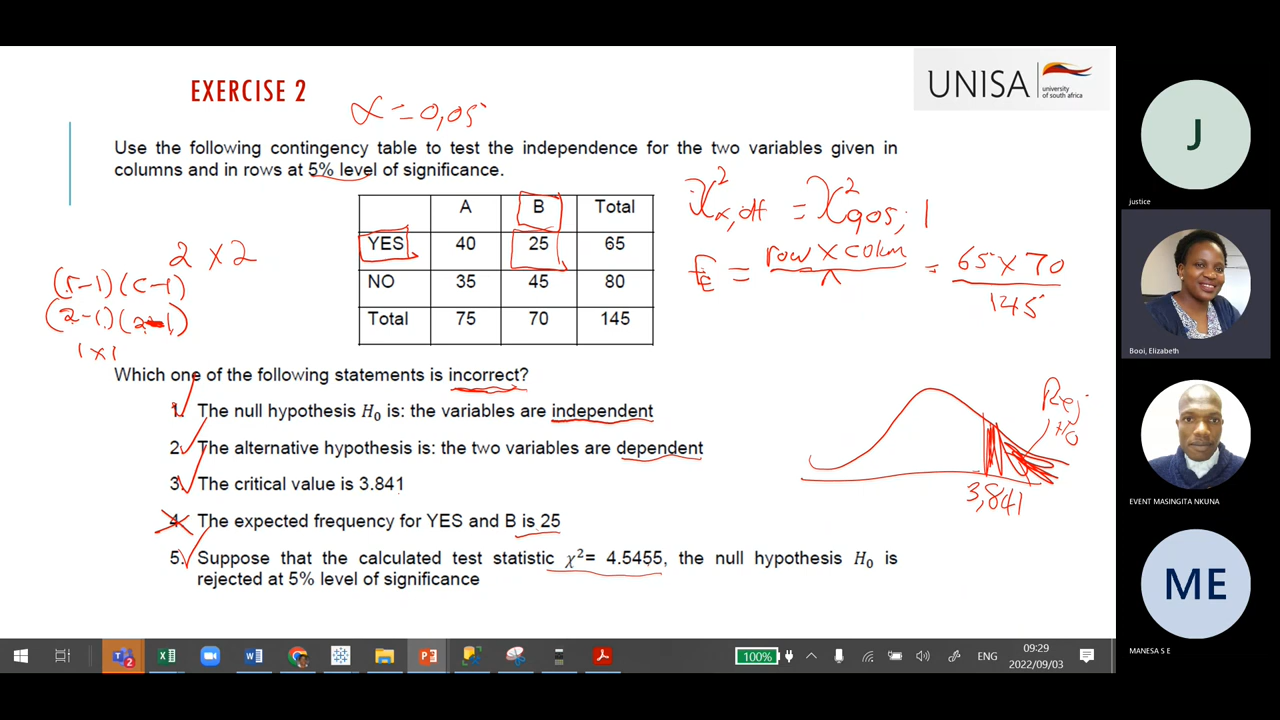 EXERCISE 2
UNISA
university
of south africa
α = 0,05
Use the following contingency table to test the independence for the two variables given in
columns and in rows at 5% level of significance.
A B Total
YES 40 25 65
NO 35 45 80
Total 75 70 145
2 x 2
(r-1)(c-1)
(2-1)(2-1)
1 x 1
χ²α,df = χ²0,05; 1
fE = row x colum / n = 65 x 70 / 145
Which one of the following statements is incorrect?
1. The null hypothesis H0 is: the variables are independent
2. The alternative hypothesis is: the two variables are dependent
3. The critical value is 3.841
4. The expected frequency for YES and B is 25
5. Suppose that the calculated test statistic χ²= 4.5455, the null hypothesis H0 is
rejected at 5% level of significance
Rej
H0
3,841
J
justice
Booi, Elizabeth
EVENT MASINGITA NKUNA
ME
MANESA S E
100%
ENG
09:29
2022/09/03